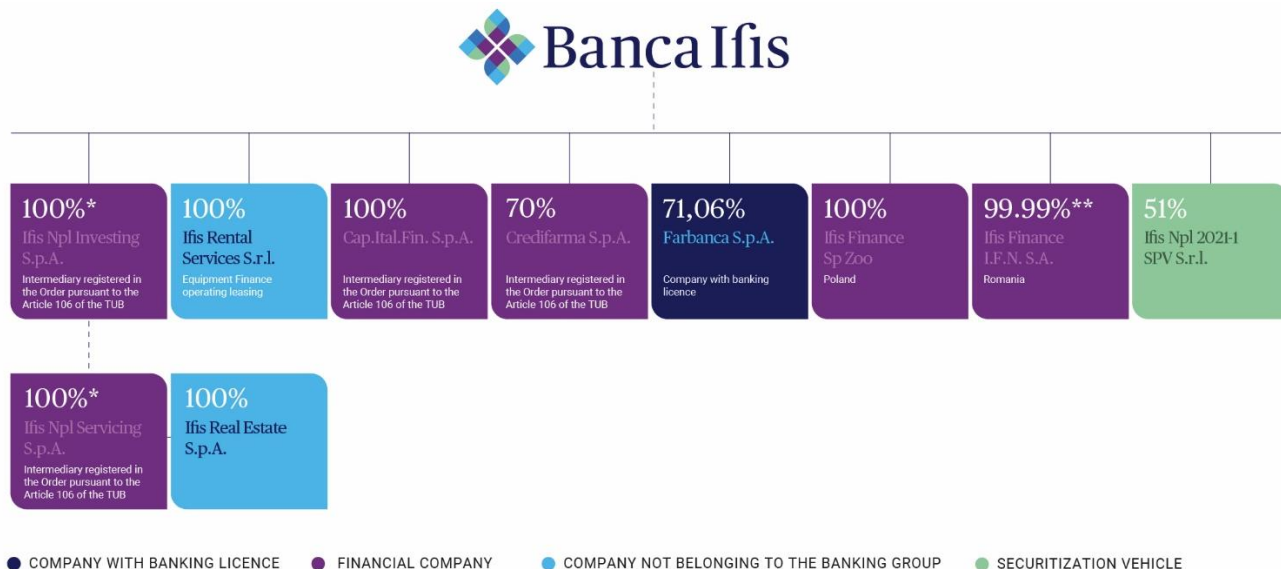 Banca Ifis
100%*
Ifis Npl Investing
S.p.A.
Intermediary registered in
the Order pursuant to the
Article 106 of the TUB
100%
Ifis Rental
Services S.r.l.
Equipment Finance
operating leasing
100%
Cap.Ital.Fin. S.p.A.
Intermediary registered in
the Order pursuant to the
Article 106 of the TUB
70%
Credifarma S.p.A.
Intermediary registered in
the Order pursuant to the
Article 106 of the TUB
71,06%
Farbanca S.p.A.
Company with banking
licence
100%
Ifis Finance
Sp Zoo
Poland
99.99%**
Ifis Finance
I.F.N. S.A.
Romania
51%
Ifis Npl 2021-1
SPV S.r.l.
100%*
Ifis Npl Servicing
S.p.A.
Intermediary registered in
the Order pursuant to the
Article 106 of the TUB
100%
Ifis Real Estate
S.p.A.
COMPANY WITH BANKING LICENCE
FINANCIAL COMPANY
COMPANY NOT BELONGING TO THE BANKING GROUP
SECURITIZATION VEHICLE